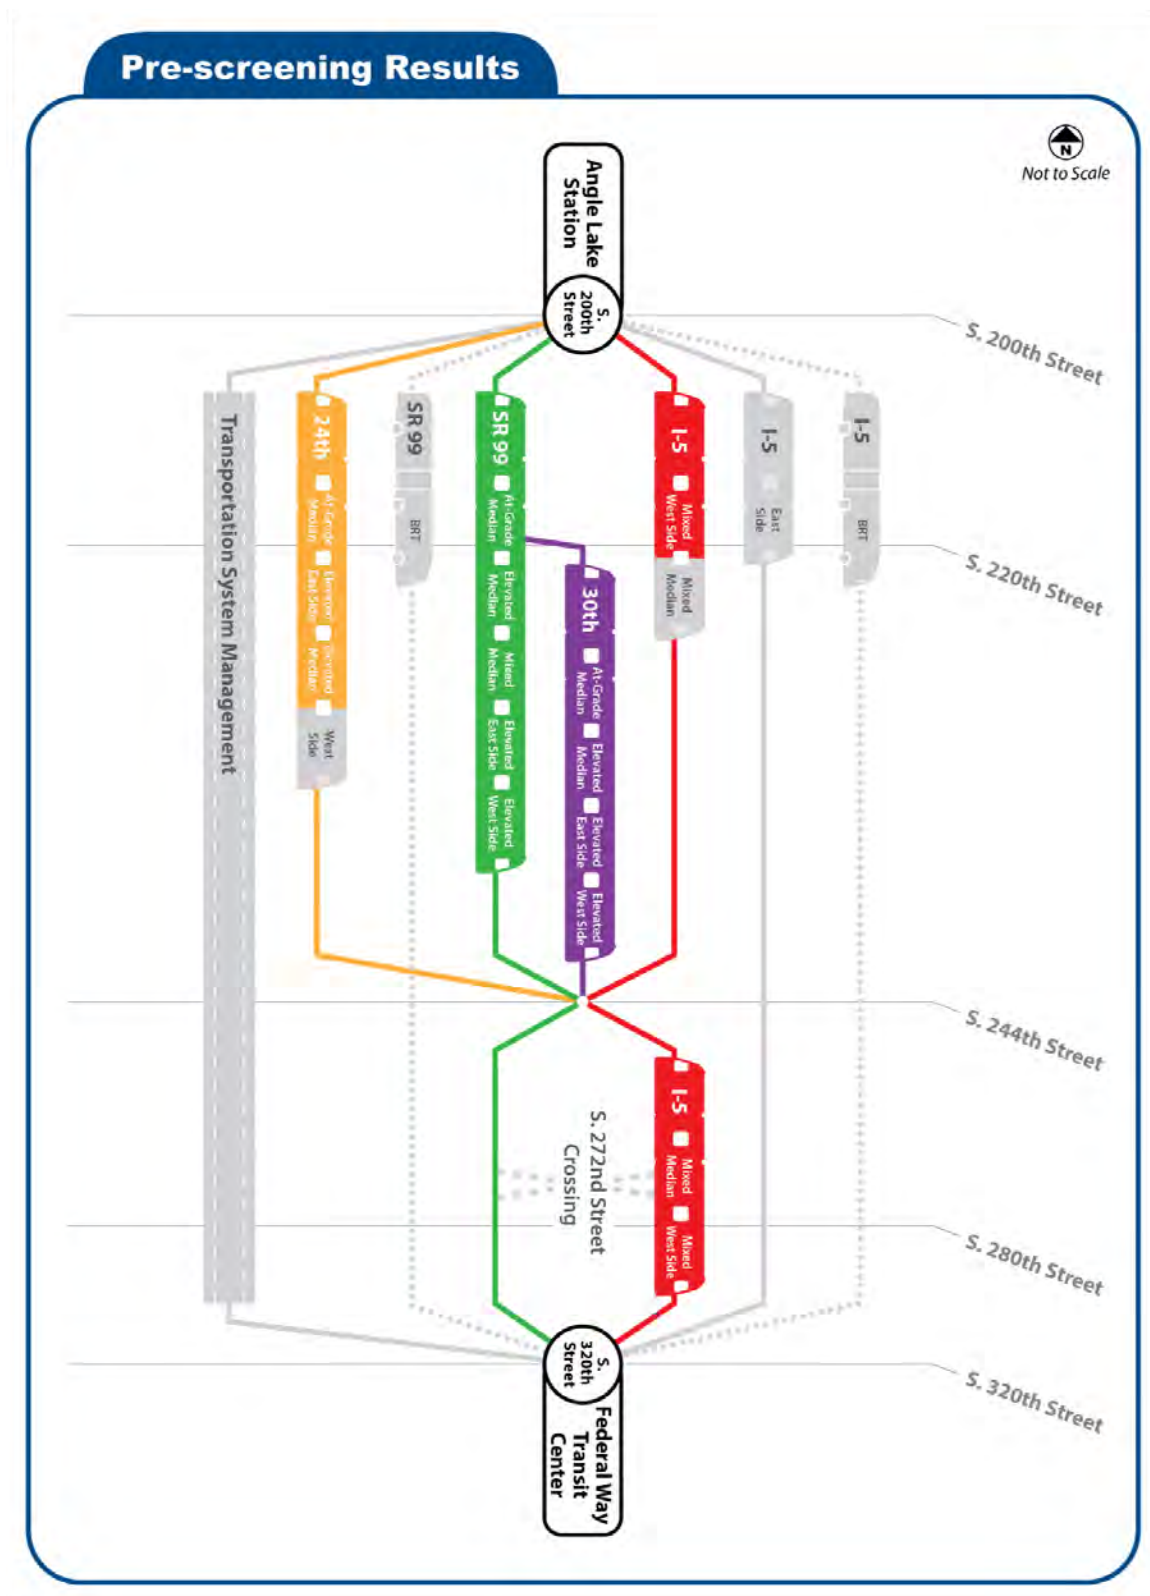 Pre-screening Results
N
Not to Scale
Angle Lake
Station
S.
200th
Street
S. 200th Street
Transportation System Management
24th
At-Grade
Median
Elevated
East Side
Elevated
Median
West
Side
SR 99
BRT
SR 99
At-Grade
Median
Elevated
Median
Mixed
Median
Elevated
East Side
Elevated
West Side
30th
At-Grade
Median
Elevated
Median
Elevated
East Side
Elevated
West Side
I-5
Mixed
West Side
Mixed
Median
I-5
East
Side
I-5
BRT
S. 220th Street
S. 244th Street
I-5
Mixed
Median
Mixed
West Side
S. 272nd Street
Crossing
S. 280th Street
S.
320th
Street
S. 320th Street
Federal Way
Transit
Center